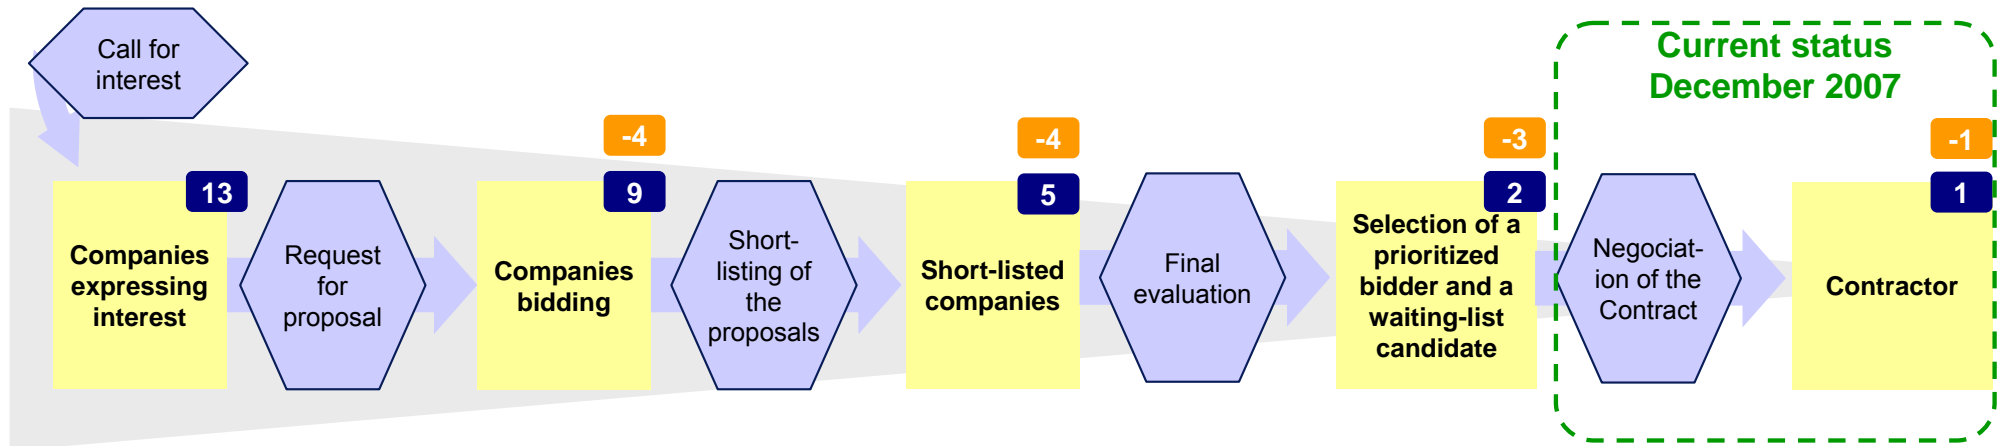 Call for
interest
Current status
December 2007
-4
-4
-3
-1
13
9
5
2
1
Companies
expressing
interest
Request
for
proposal
Companies
bidding
Short-
listing of
the
proposals
Short-listed
companies
Final
evaluation
Selection of a
prioritized
bidder and a
waiting-list
candidate
Negociat-
ion of the
Contract
Contractor